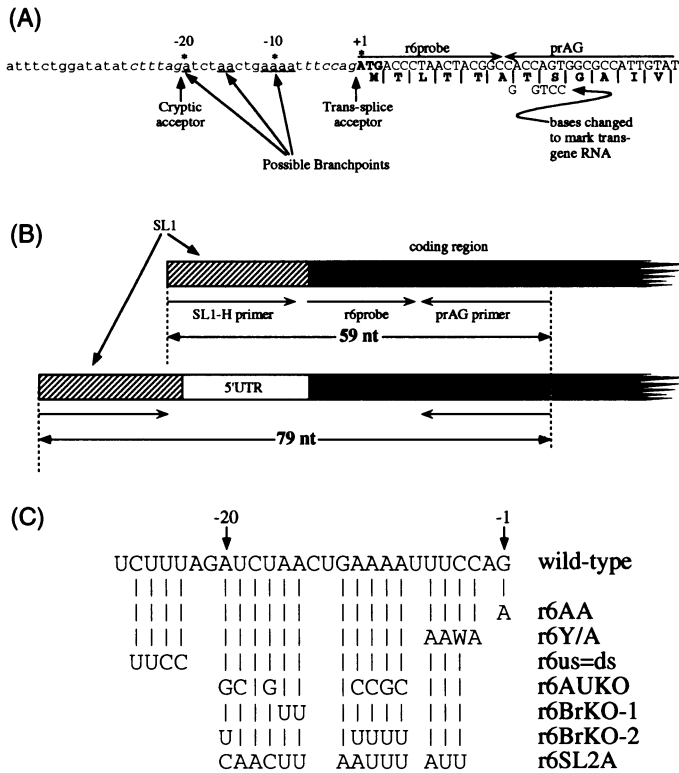 (A)
-20 -10 +1
* * * r6probe prAG
atttctggatatatctttagatctaactgaaaatttccagATGACCCTAACTACGGCCACCAGTGGCGCCATTGTAT
M T L T T A T S G A I V
G GTCC
Cryptic acceptor
Trans-splice acceptor
bases changed to mark trans-gene RNA
Possible Branchpoints
(B)
SL1
coding region
SL1-H primer r6probe prAG primer
59 nt
5'UTR
79 nt
(C)
-20 -1
UCUUUAGAUCUAACUGAAAAUUUCCAG wild-type
A r6AA
AAWA r6Y/A
UUCC r6us=ds
GC G CCGC r6AUKO
UU r6BrKO-1
U UUUU r6BrKO-2
CAACUU AAUUU AUU r6SL2A